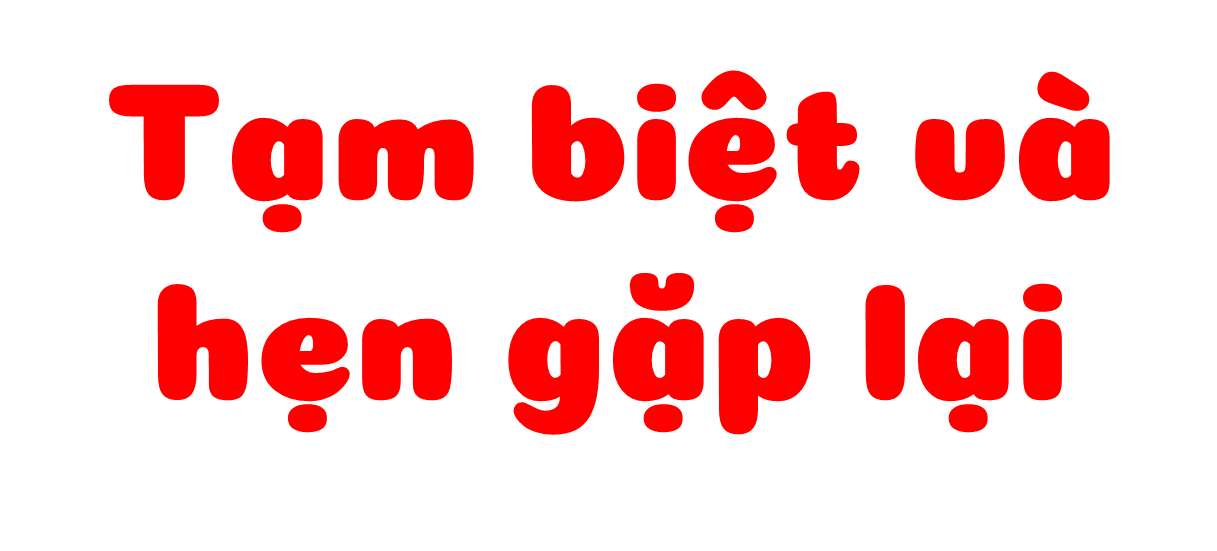 Tạm biệt và
hẹn gặp lại